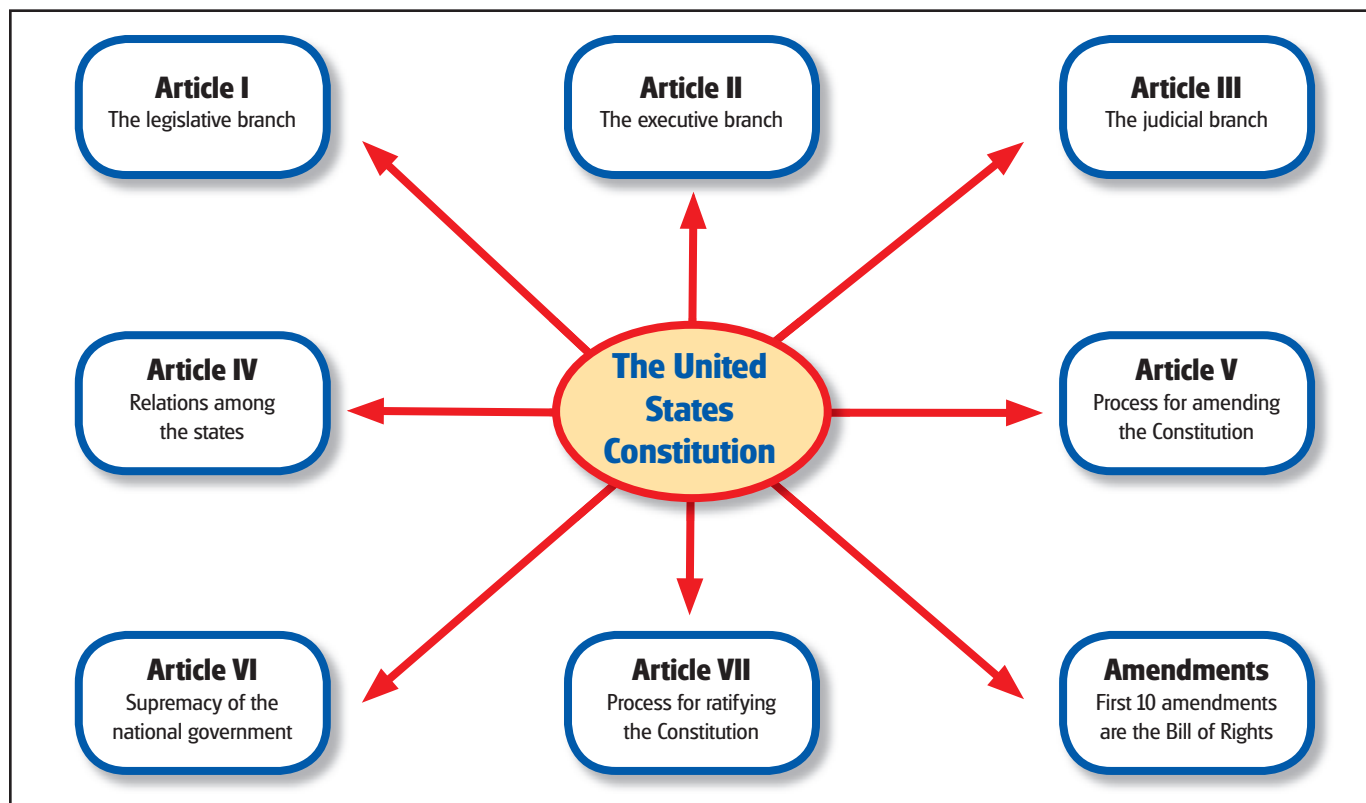 Article I
The legislative branch
Article II
The executive branch
Article III
The judicial branch
Article IV
Relations among
the states
The United
States
Constitution
Article V
Process for amending
the Constitution
Article VI
Supremacy of the
national government
Article VII
Process for ratifying
the Constitution
Amendments
First 10 amendments
are the Bill of Rights